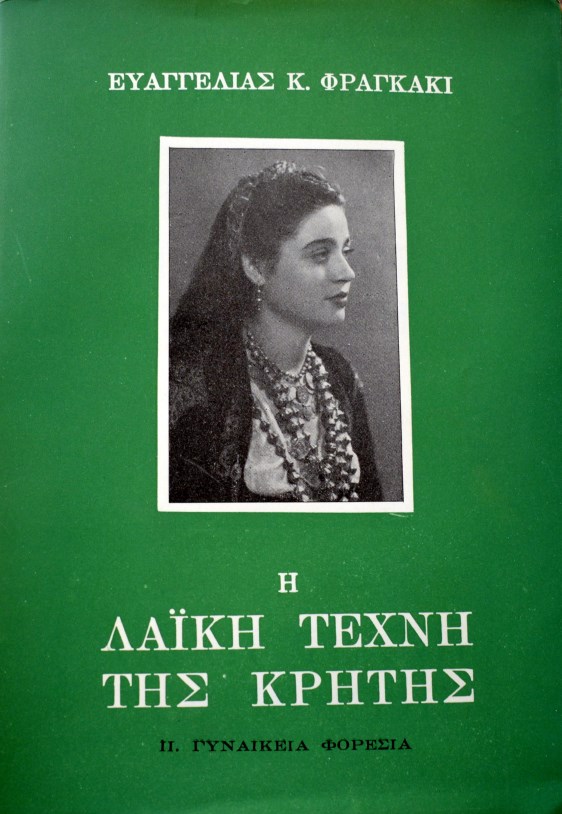 ΕΥΑΓΓΕΛΙΑΣ Κ. ΦΡΑΓΚΑΚΙ
Η
ΛΑΪΚΗ ΤΕΧΝΗ
ΤΗΣ ΚΡΗΤΗΣ
ΙΙ. ΓΥΝΑΙΚΕΙΑ ΦΟΡΕΣΙΑ